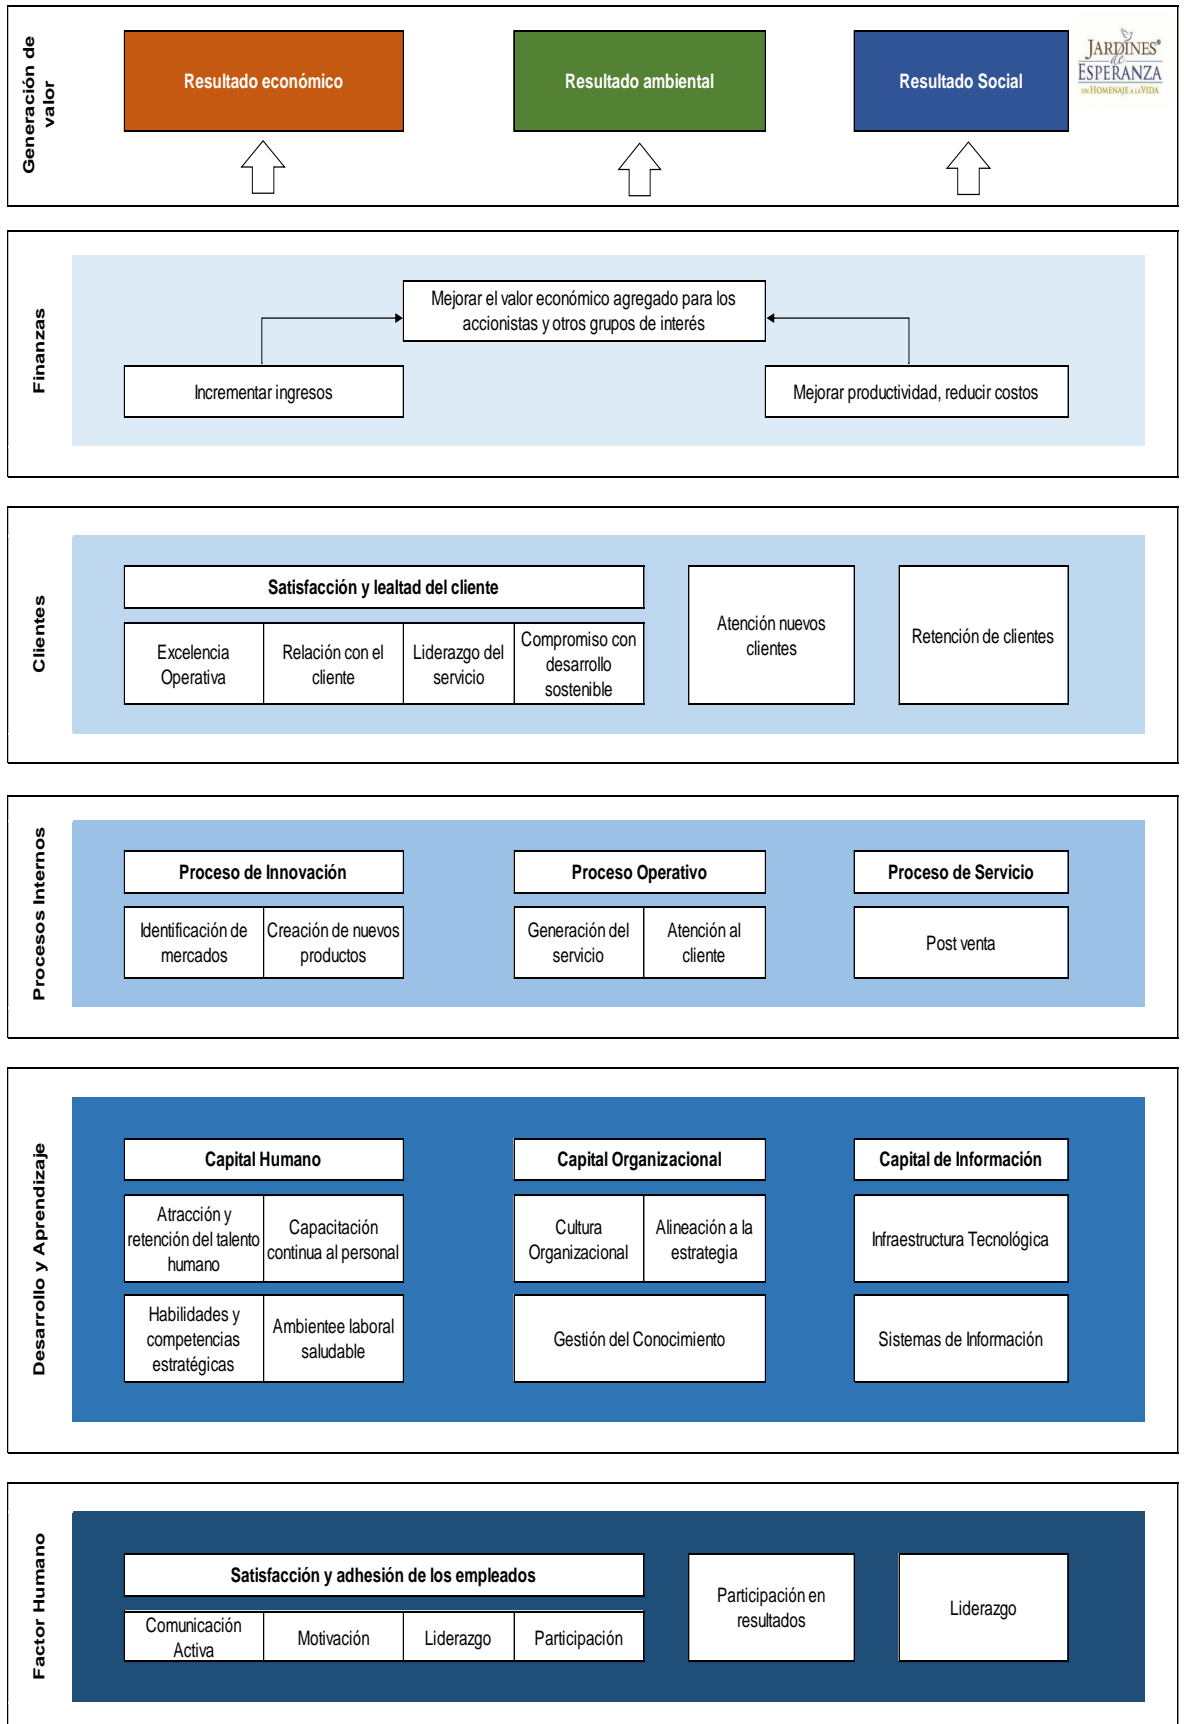 Generación de
valor
Resultado económico
Resultado ambiental
Resultado Social
JARDINES®
de
ESPERANZA
UN HOMENAJE A LA VIDA
Finanzas
Mejorar el valor económico agregado para los
accionistas y otros grupos de interés
Incrementar ingresos
Mejorar productividad, reducir costos
Clientes
Satisfacción y lealtad del cliente
Excelencia
Operativa
Relación con el
cliente
Liderazgo del
servicio
Compromiso con
desarrollo
sostenible
Atención nuevos
clientes
Retención de clientes
Procesos Internos
Proceso de Innovación
Identificación de
mercados
Creación de nuevos
productos
Proceso Operativo
Generación del
servicio
Atención al
cliente
Proceso de Servicio
Post venta
Desarrollo y Aprendizaje
Capital Humano
Atracción y
retención del talento
humano
Capacitación
continua al personal
Habilidades y
competencias
estratégicas
Ambientee laboral
saludable
Capital Organizacional
Cultura
Organizacional
Alineación a la
estrategia
Gestión del Conocimiento
Capital de Información
Infraestructura Tecnológica
Sistemas de Información
Factor Humano
Satisfacción y adhesión de los empleados
Comunicación
Activa
Motivación
Liderazgo
Participación
Participación en
resultados
Liderazgo